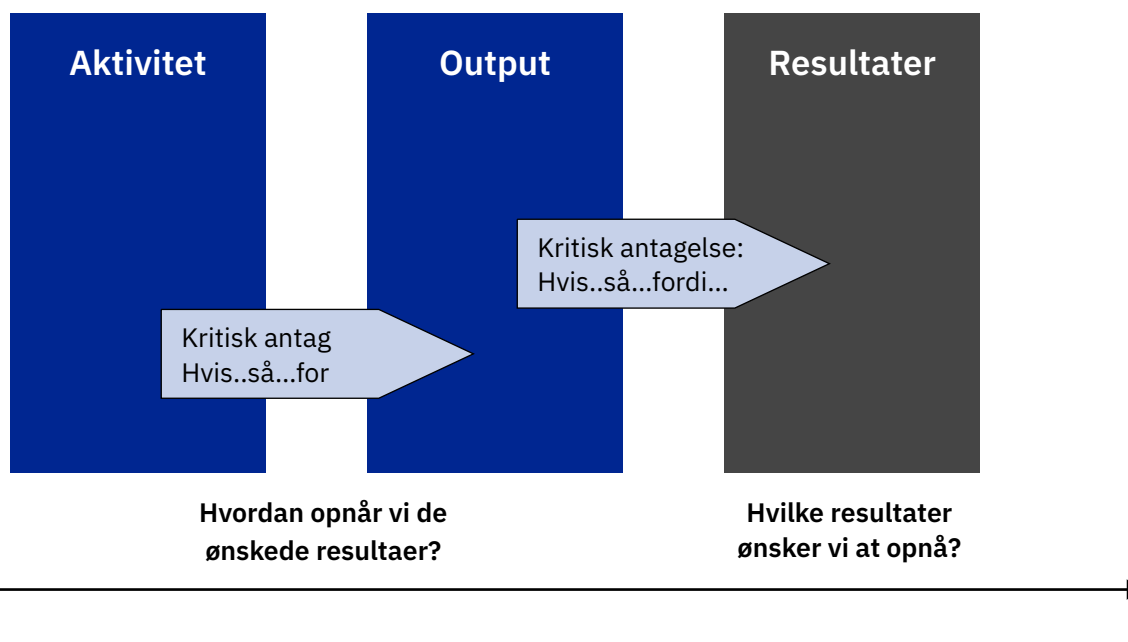 Aktivitet
Output
Resultater
Kritisk antagelse:
Hvis..så...fordi...
Kritisk antag
Hvis..så...for
Hvordan opnår vi de
ønskede resultaer?
Hvilke resultater
ønsker vi at opnå?